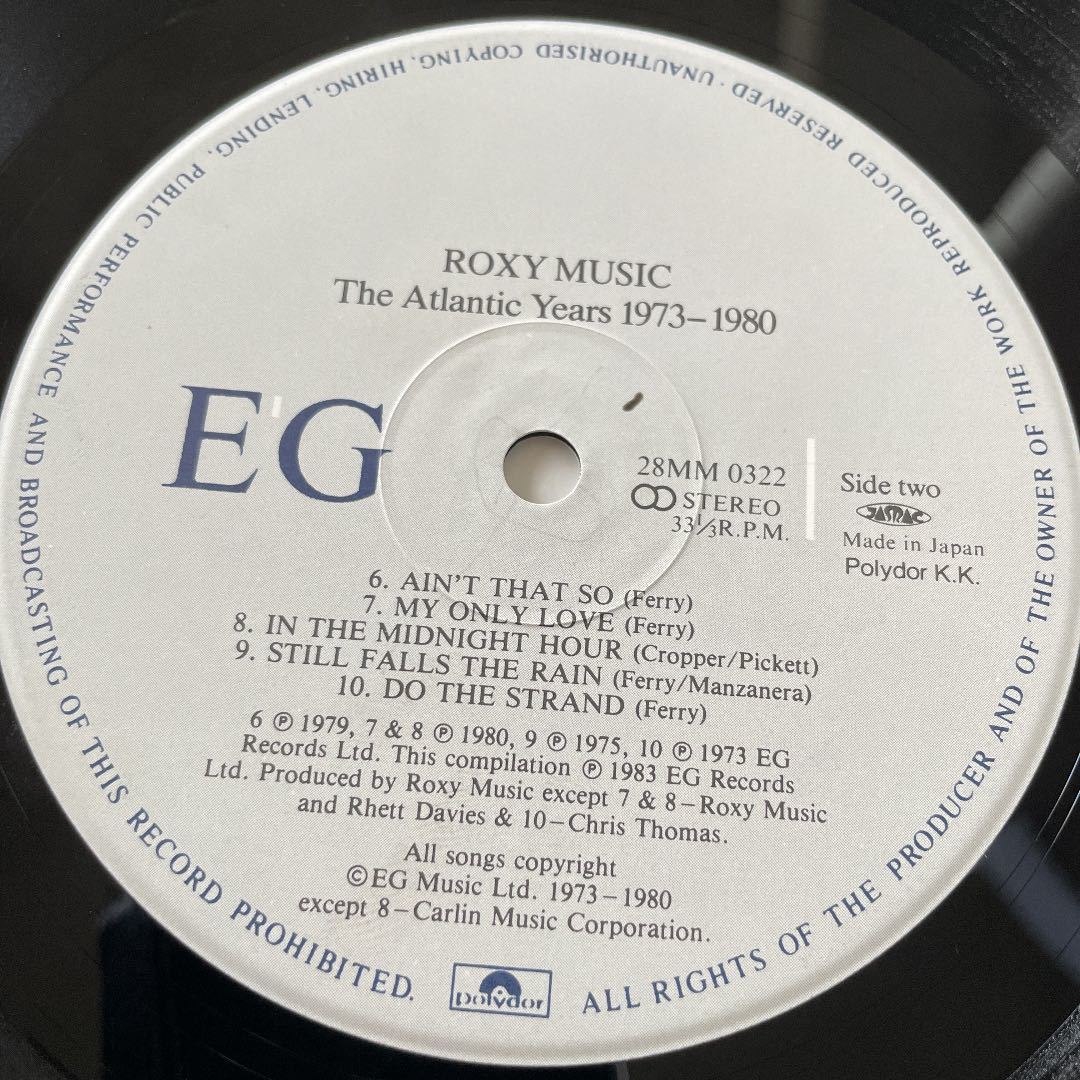 ROXY MUSIC
The Atlantic Years 1973–1980
E'G
28MM 0322
STEREO
33⅓R.P.M.
Side two
JASRAC
Made in Japan
Polydor K.K.
6. AIN'T THAT SO (Ferry)
7. MY ONLY LOVE (Ferry)
8. IN THE MIDNIGHT HOUR (Cropper/Pickett)
9. STILL FALLS THE RAIN (Ferry/Manzanera)
10. DO THE STRAND (Ferry)
6 ℗ 1979, 7 & 8 ℗ 1980, 9 ℗ 1975, 10 ℗ 1973 EG
Records Ltd. This compilation ℗ 1983 EG Records
Ltd. Produced by Roxy Music except 7 & 8–Roxy Music
and Rhett Davies & 10–Chris Thomas.
All songs copyright
©EG Music Ltd. 1973–1980
except 8–Carlin Music Corporation.
polydor
ALL RIGHTS OF THE PRODUCER AND OF THE OWNER OF THE WORK REPRODUCED RESERVED · UNAUTHORISED COPYING, HIRING, LENDING, PUBLIC PERFORMANCE AND BROADCASTING OF THIS RECORD PROHIBITED.